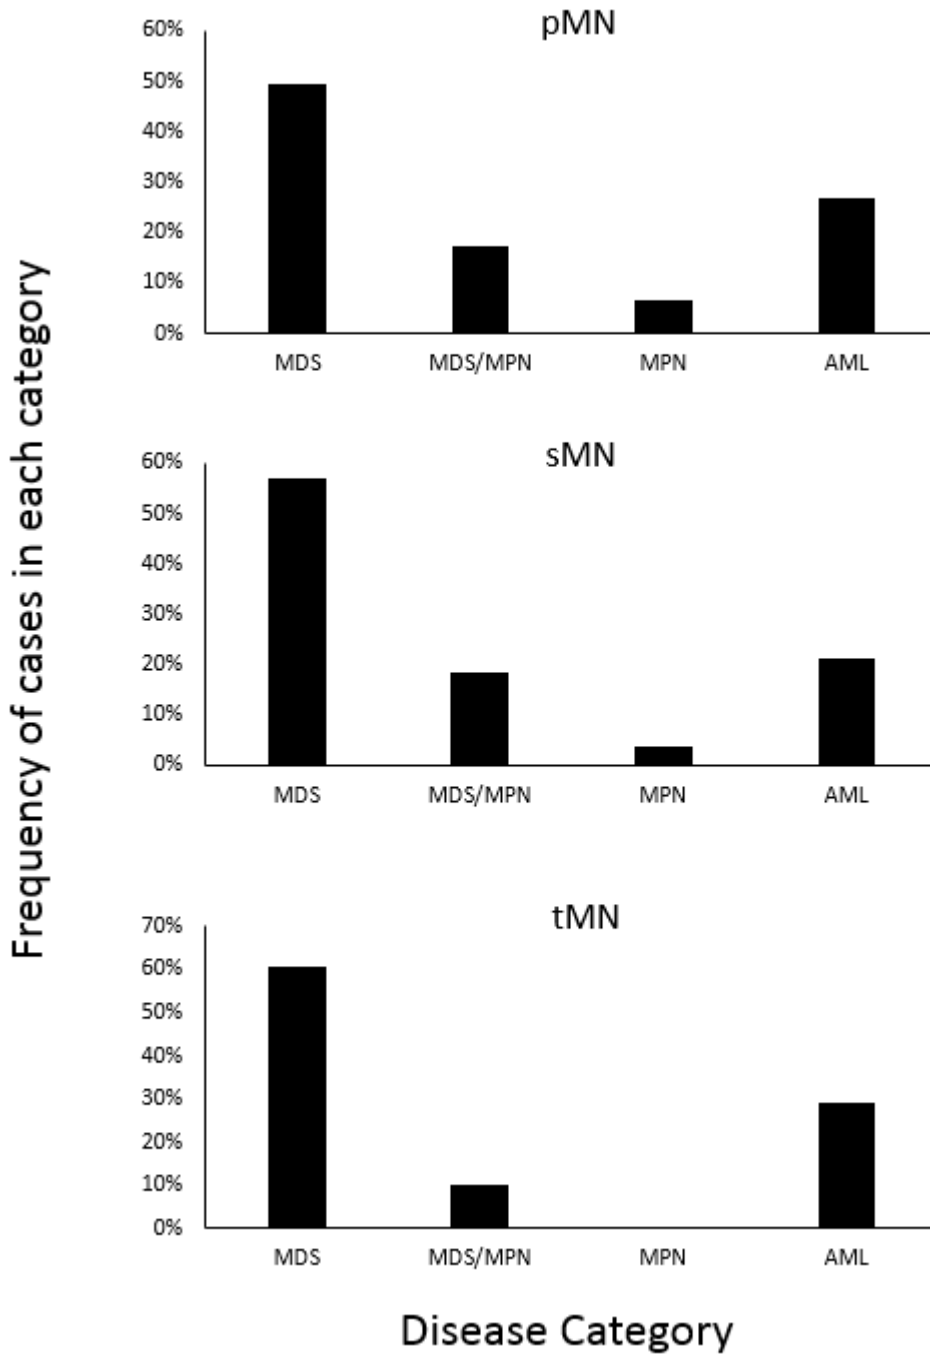 Frequency of cases in each category
pMN
60%
50%
40%
30%
20%
10%
0%
MDS MDS/MPN MPN AML
sMN
60%
50%
40%
30%
20%
10%
0%
MDS MDS/MPN MPN AML
tMN
70%
60%
50%
40%
30%
20%
10%
0%
MDS MDS/MPN MPN AML
Disease Category